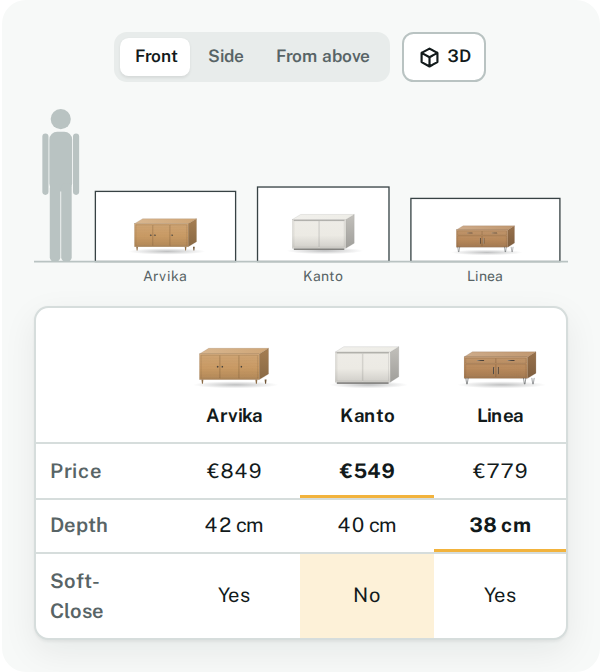 Front Side From above 3D
Arvika Kanto Linea
Arvika Kanto Linea
Price €849 €549 €779
Depth 42 cm 40 cm 38 cm
Soft-
Close Yes No Yes